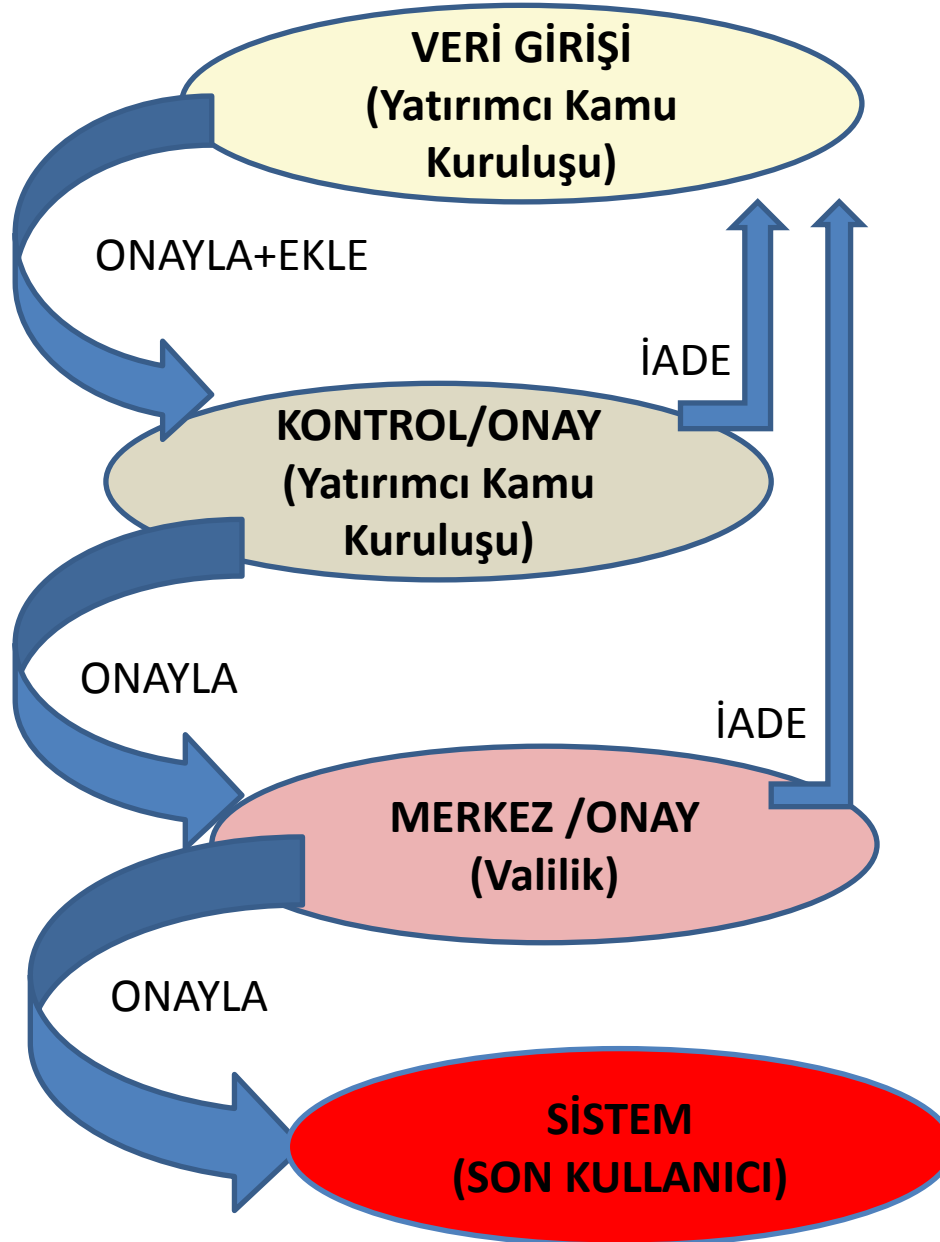 VERİ GİRİŞİ
(Yatırımcı Kamu
Kuruluşu)
ONAYLA+EKLE
İADE
KONTROL/ONAY
(Yatırımcı Kamu
Kuruluşu)
ONAYLA
İADE
MERKEZ /ONAY
(Valilik)
ONAYLA
SİSTEM
(SON KULLANICI)